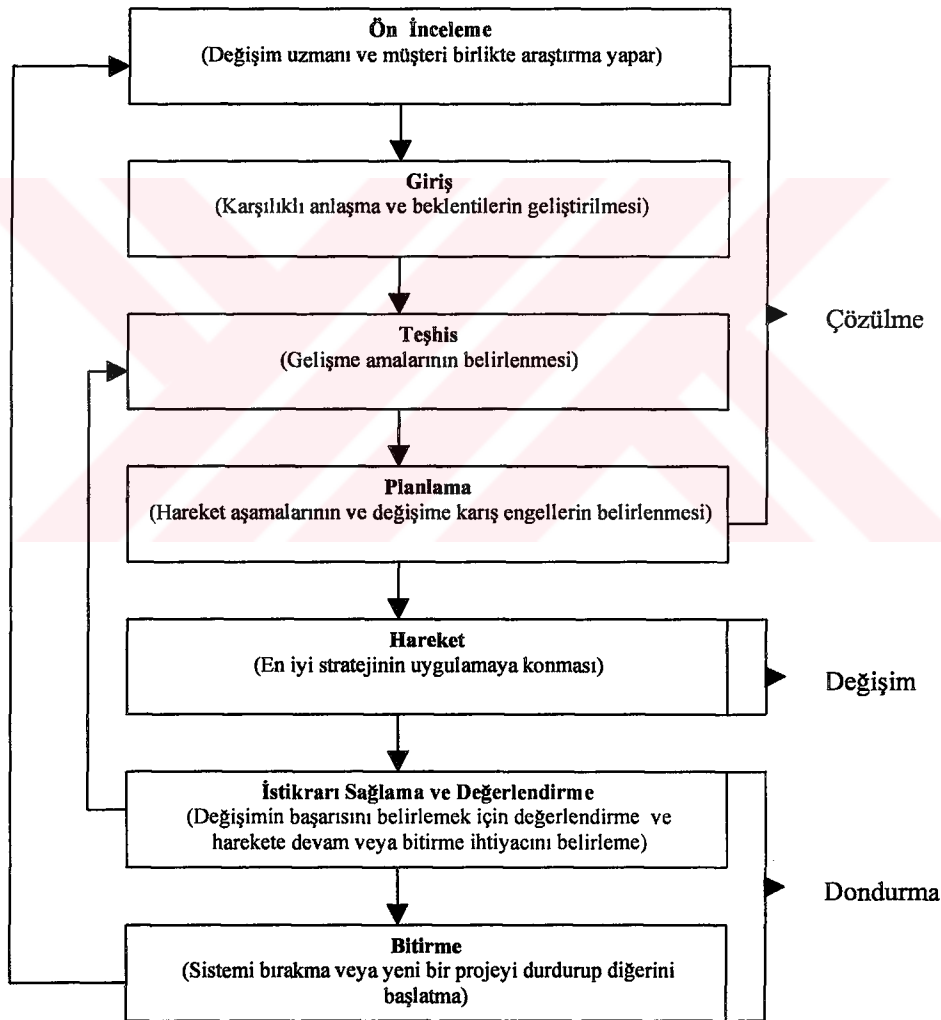 Ön İnceleme
(Değişim uzmanı ve müşteri birlikte araştırma yapar)
Giriş
(Karşılıklı anlaşma ve beklentilerin geliştirilmesi)
Teşhis
(Gelişme amalarının belirlenmesi)
Çözülme
Planlama
(Hareket aşamalarının ve değişime karış engellerin belirlenmesi)
Hareket
(En iyi stratejinin uygulamaya konması)
Değişim
İstikrarı Sağlama ve Değerlendirme
(Değişimin başarısını belirlemek için değerlendirme ve
harekete devam veya bitirme ihtiyacını belirleme)
Dondurma
Bitirme
(Sistemi bırakma veya yeni bir projeyi durdurup diğerini
başlatma)